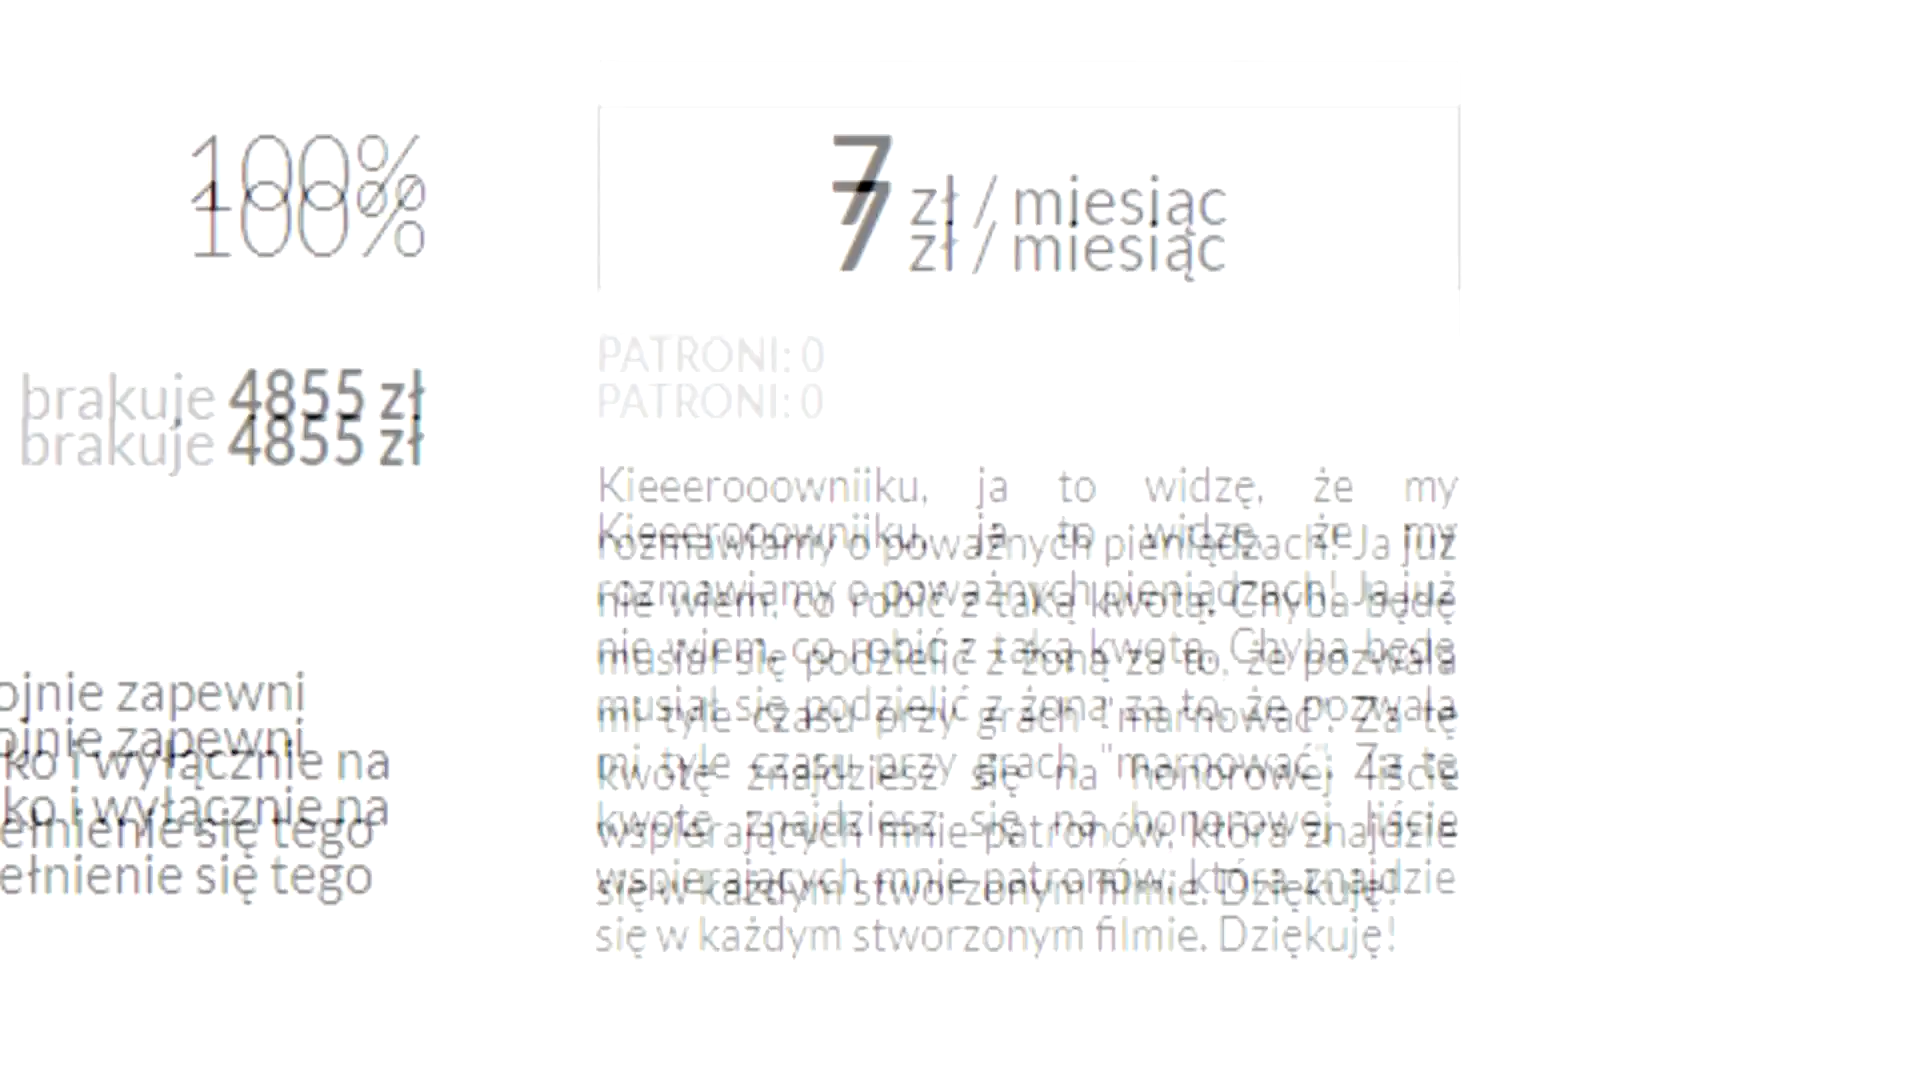 100%
7 zł / miesiąc
PATRONI: 0
brakuje 4855 zł
Kieeerooowniiku, ja to widzę, że my
rozmawiamy o poważnych pieniądzach! Ja już
nie wiem, co robić z taką kwotą. Chyba będę
musiał się podzielić z żoną za to, że pozwala
mi tyle czasu przy grach "marnować". Za tę
kwotę znajdziesz się na honorowej liście
wspierających mnie patronów, która znajdzie
się w każdym stworzonym filmie. Dziękuję!
ojnie zapewni
ko i wyłącznie na
ełnienie się tego